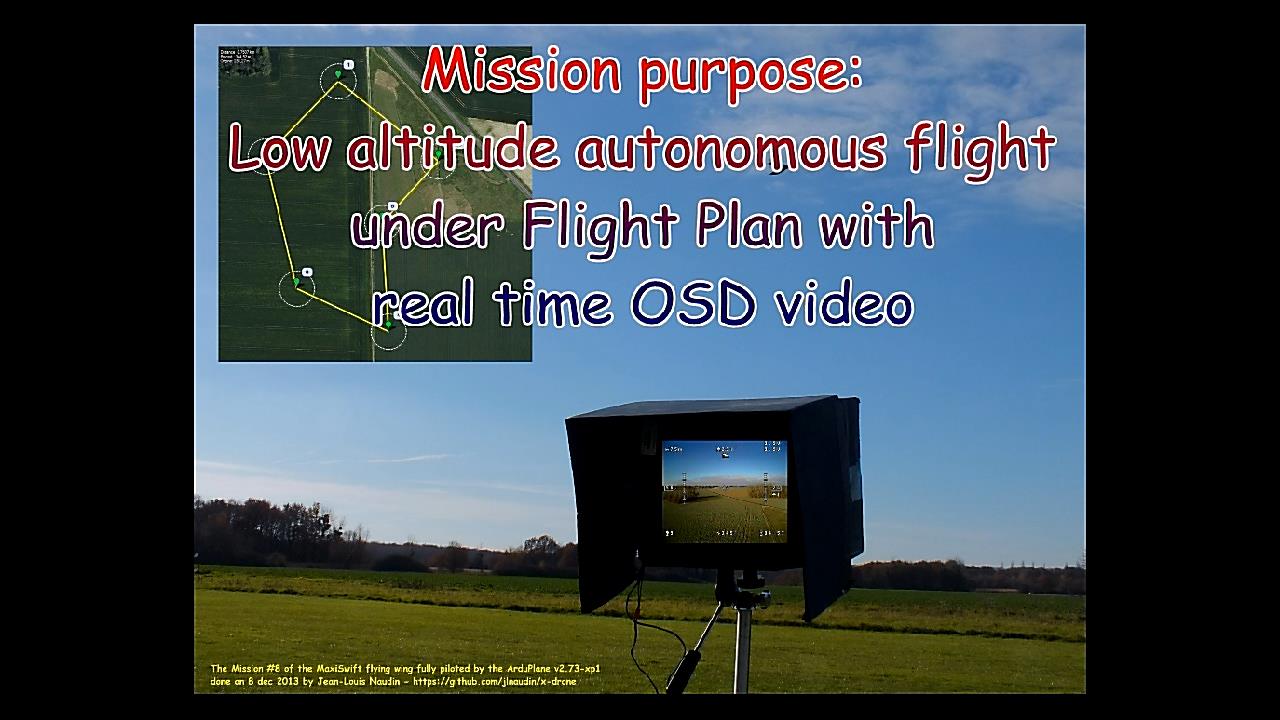 Mission purpose:
Low altitude autonomous flight
under Flight Plan with
real time OSD video
The Mission #8 of the MaxiSwift flying wing fully piloted by the ArduPlane v2.73-xp1
done on 8 dec 2013 by Jean-Louis Naudin - https://github.com/jlnaudin/x-drone